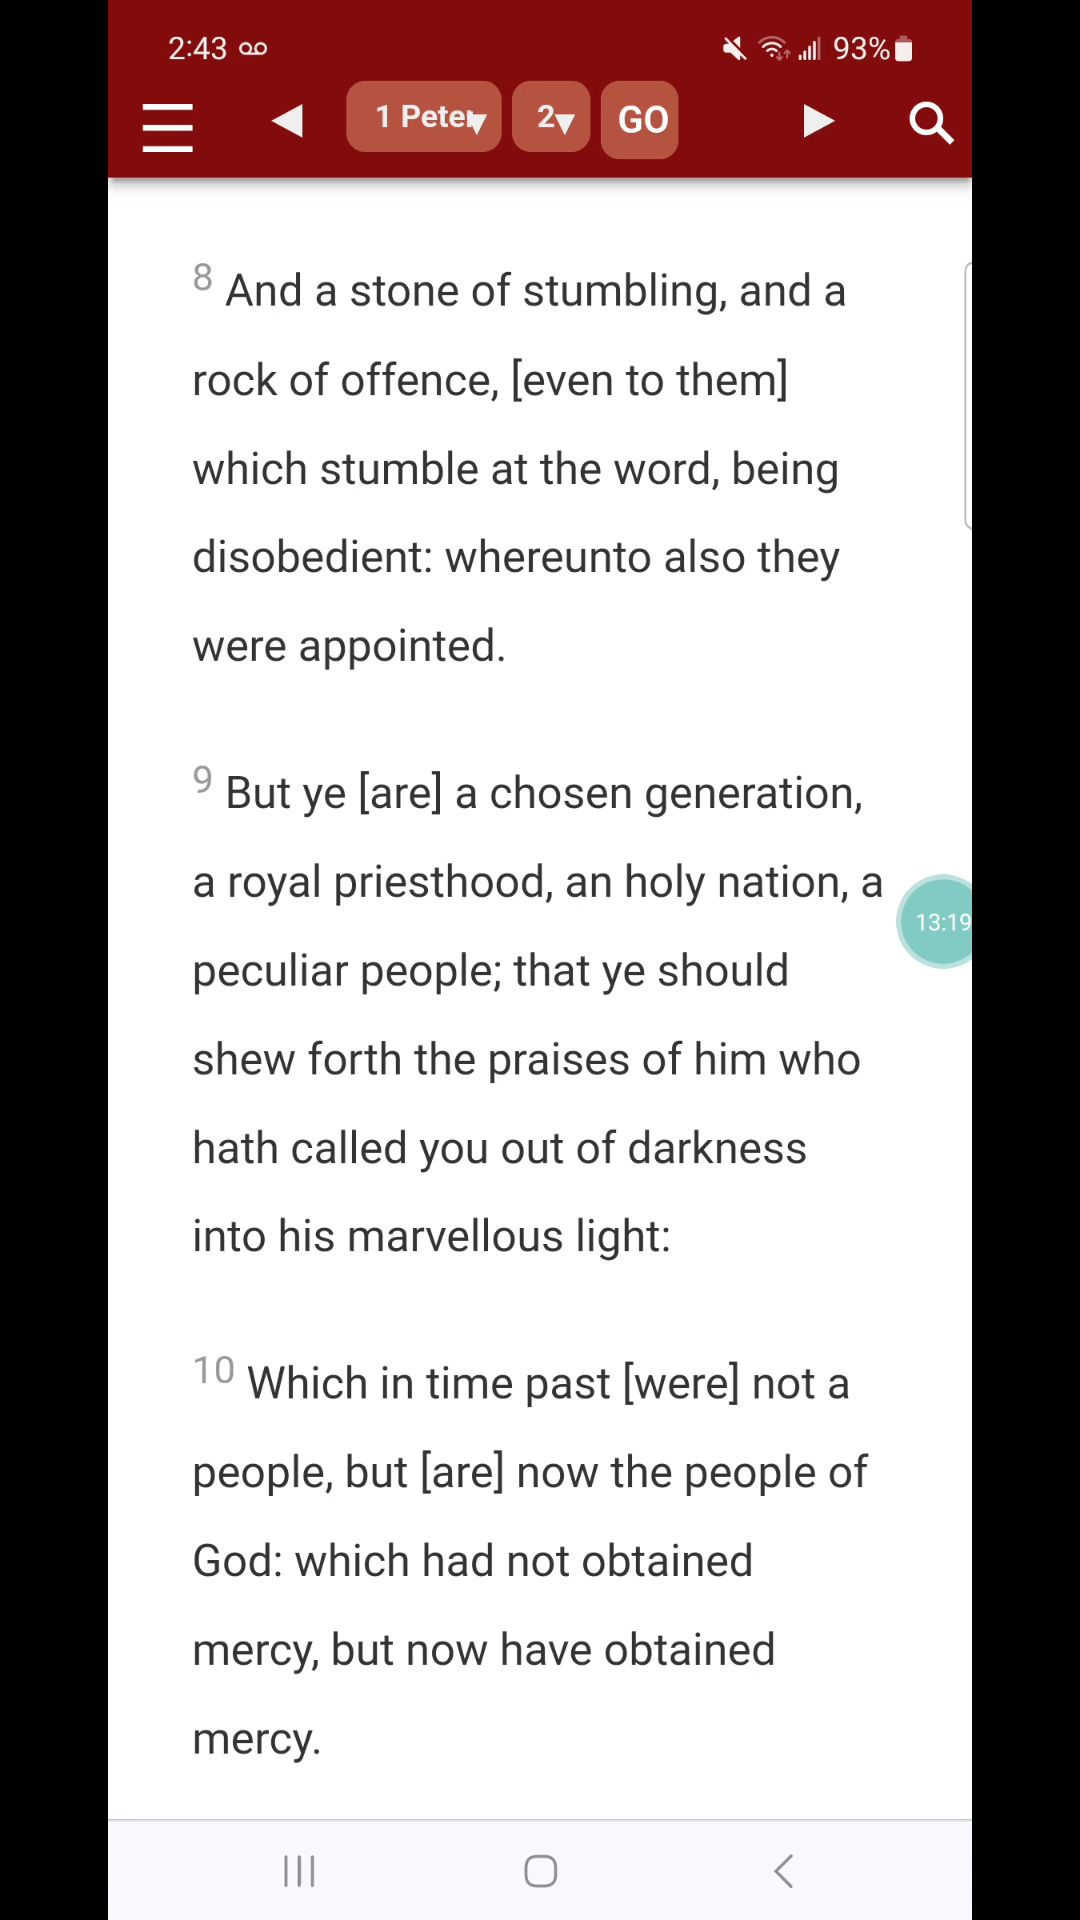 2:43 93%
1 Peter 2 GO
8 And a stone of stumbling, and a
rock of offence, [even to them]
which stumble at the word, being
disobedient: whereunto also they
were appointed.
9 But ye [are] a chosen generation,
a royal priesthood, an holy nation, a
peculiar people; that ye should
shew forth the praises of him who
hath called you out of darkness
into his marvellous light:
13:19
10 Which in time past [were] not a
people, but [are] now the people of
God: which had not obtained
mercy, but now have obtained
mercy.